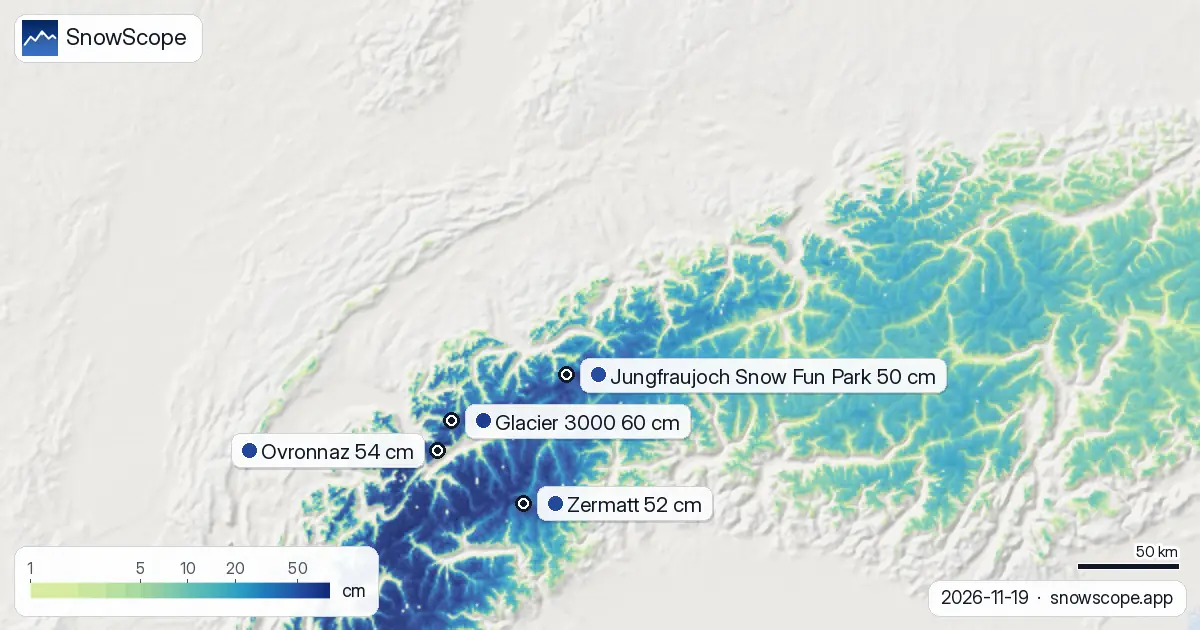 SnowScope
Jungfraujoch Snow Fun Park 50 cm
Glacier 3000 60 cm
Ovronnaz 54 cm
Zermatt 52 cm
1 5 10 20 50
cm
50 km
2026-11-19 · snowscope.app